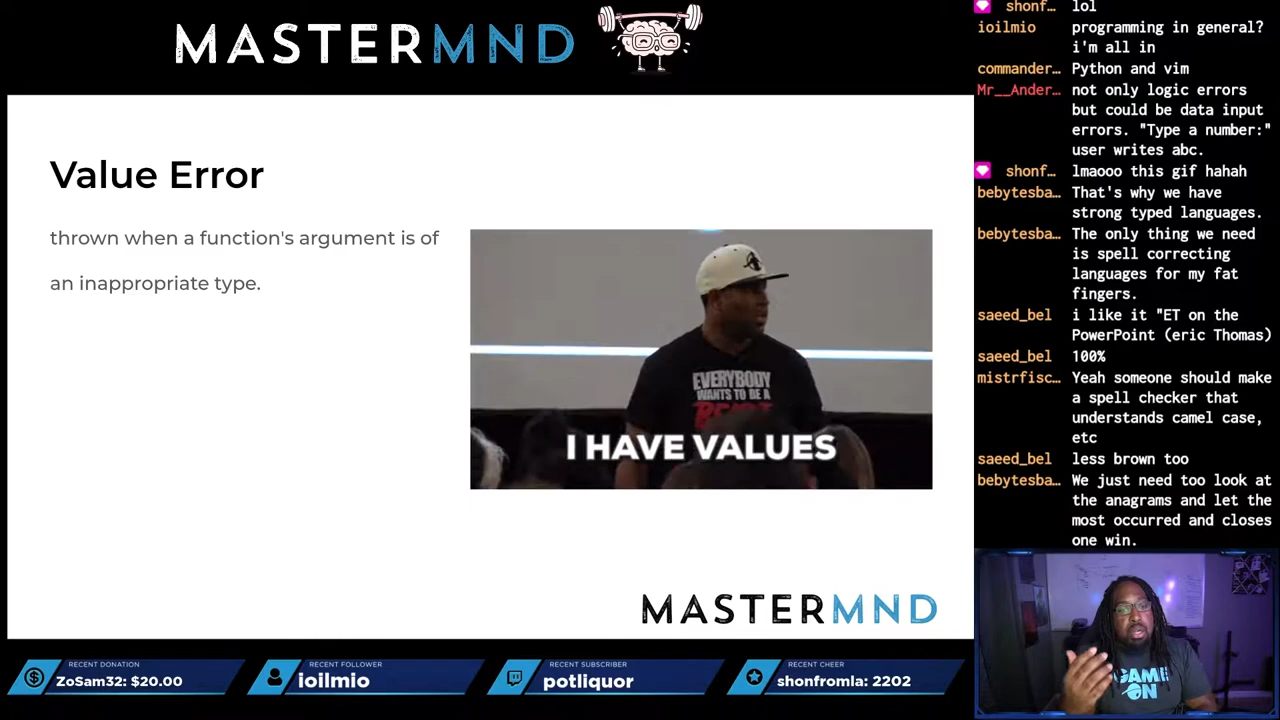 MASTERMND
Value Error
thrown when a function's argument is of
an inappropriate type.
EVERYBODY
WANTS TO BE A
BEAST
I HAVE VALUES
MASTERMND
shonf… lol
ioilmio programming in general?
i'm all in
commander… Python and vim
Mr__Ander… not only logic errors
but could be data input
errors. "Type a number:"
user writes abc.
shonf… lmaooo this gif hahah
bebytesba… That's why we have
strong typed languages.
bebytesba… The only thing we need
is spell correcting
languages for my fat
fingers.
saeed_bel i like it "ET on the
PowerPoint (eric Thomas)
saeed_bel 100%
mistrfisc… Yeah someone should make
a spell checker that
understands camel case,
etc
saeed_bel less brown too
bebytesba… We just need too look at
the anagrams and let the
most occurred and closes
one win.
GAME
ON
RECENT DONATION
ZoSam32: $20.00
RECENT FOLLOWER
ioilmio
RECENT SUBSCRIBER
potliquor
RECENT CHEER
shonfromla: 2202